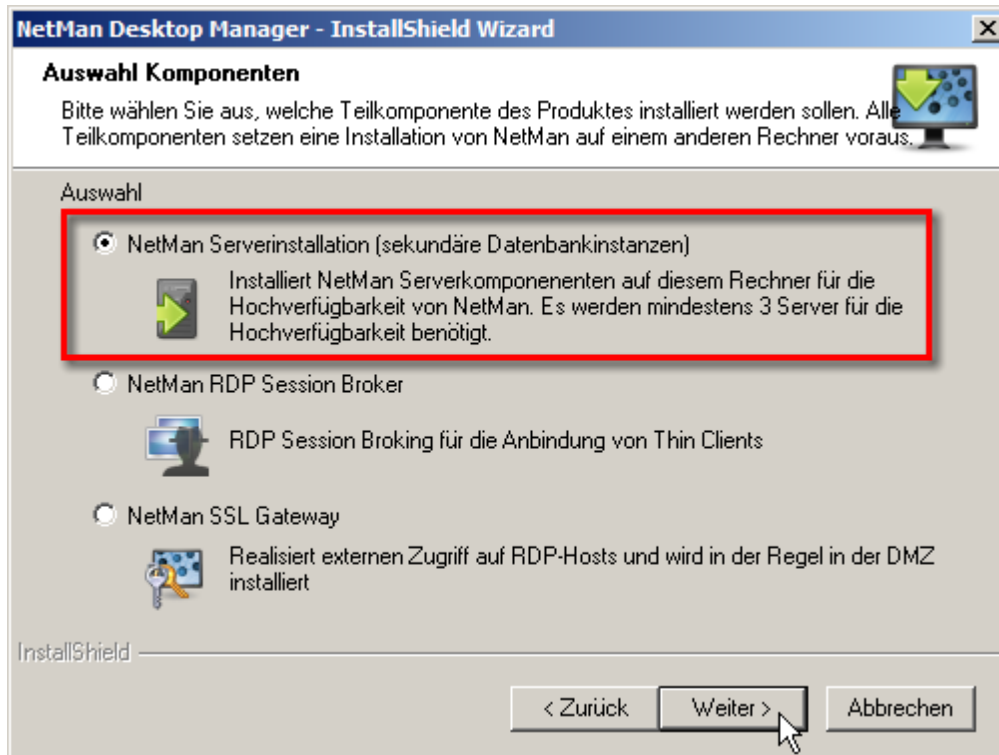 NetMan Desktop Manager - InstallShield Wizard
Auswahl Komponenten
Bitte wählen Sie aus, welche Teilkomponente des Produktes installiert werden sollen. Alle
Teilkomponenten setzen eine Installation von NetMan auf einem anderen Rechner voraus.
Auswahl
NetMan Serverinstallation (sekundäre Datenbankinstanzen)
Installiert NetMan Serverkomponenenten auf diesem Rechner für die
Hochverfügbarkeit von NetMan. Es werden mindestens 3 Server für die
Hochverfügbarkeit benötigt.
NetMan RDP Session Broker
RDP Session Broking für die Anbindung von Thin Clients
NetMan SSL Gateway
Realisiert externen Zugriff auf RDP-Hosts und wird in der Regel in der DMZ
installiert
InstallShield
< Zurück
Weiter >
Abbrechen